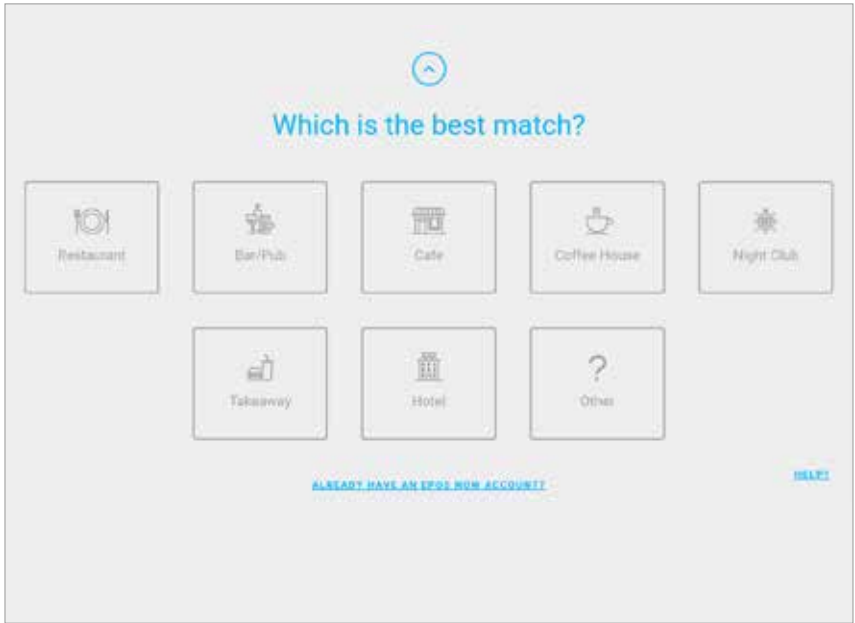 Which is the best match?
Restaurant Bar/Pub Cafe Coffee House Night Club
Takeaway Hotel Other
HELP?
ALREADY HAVE AN EPOS NOW ACCOUNT?